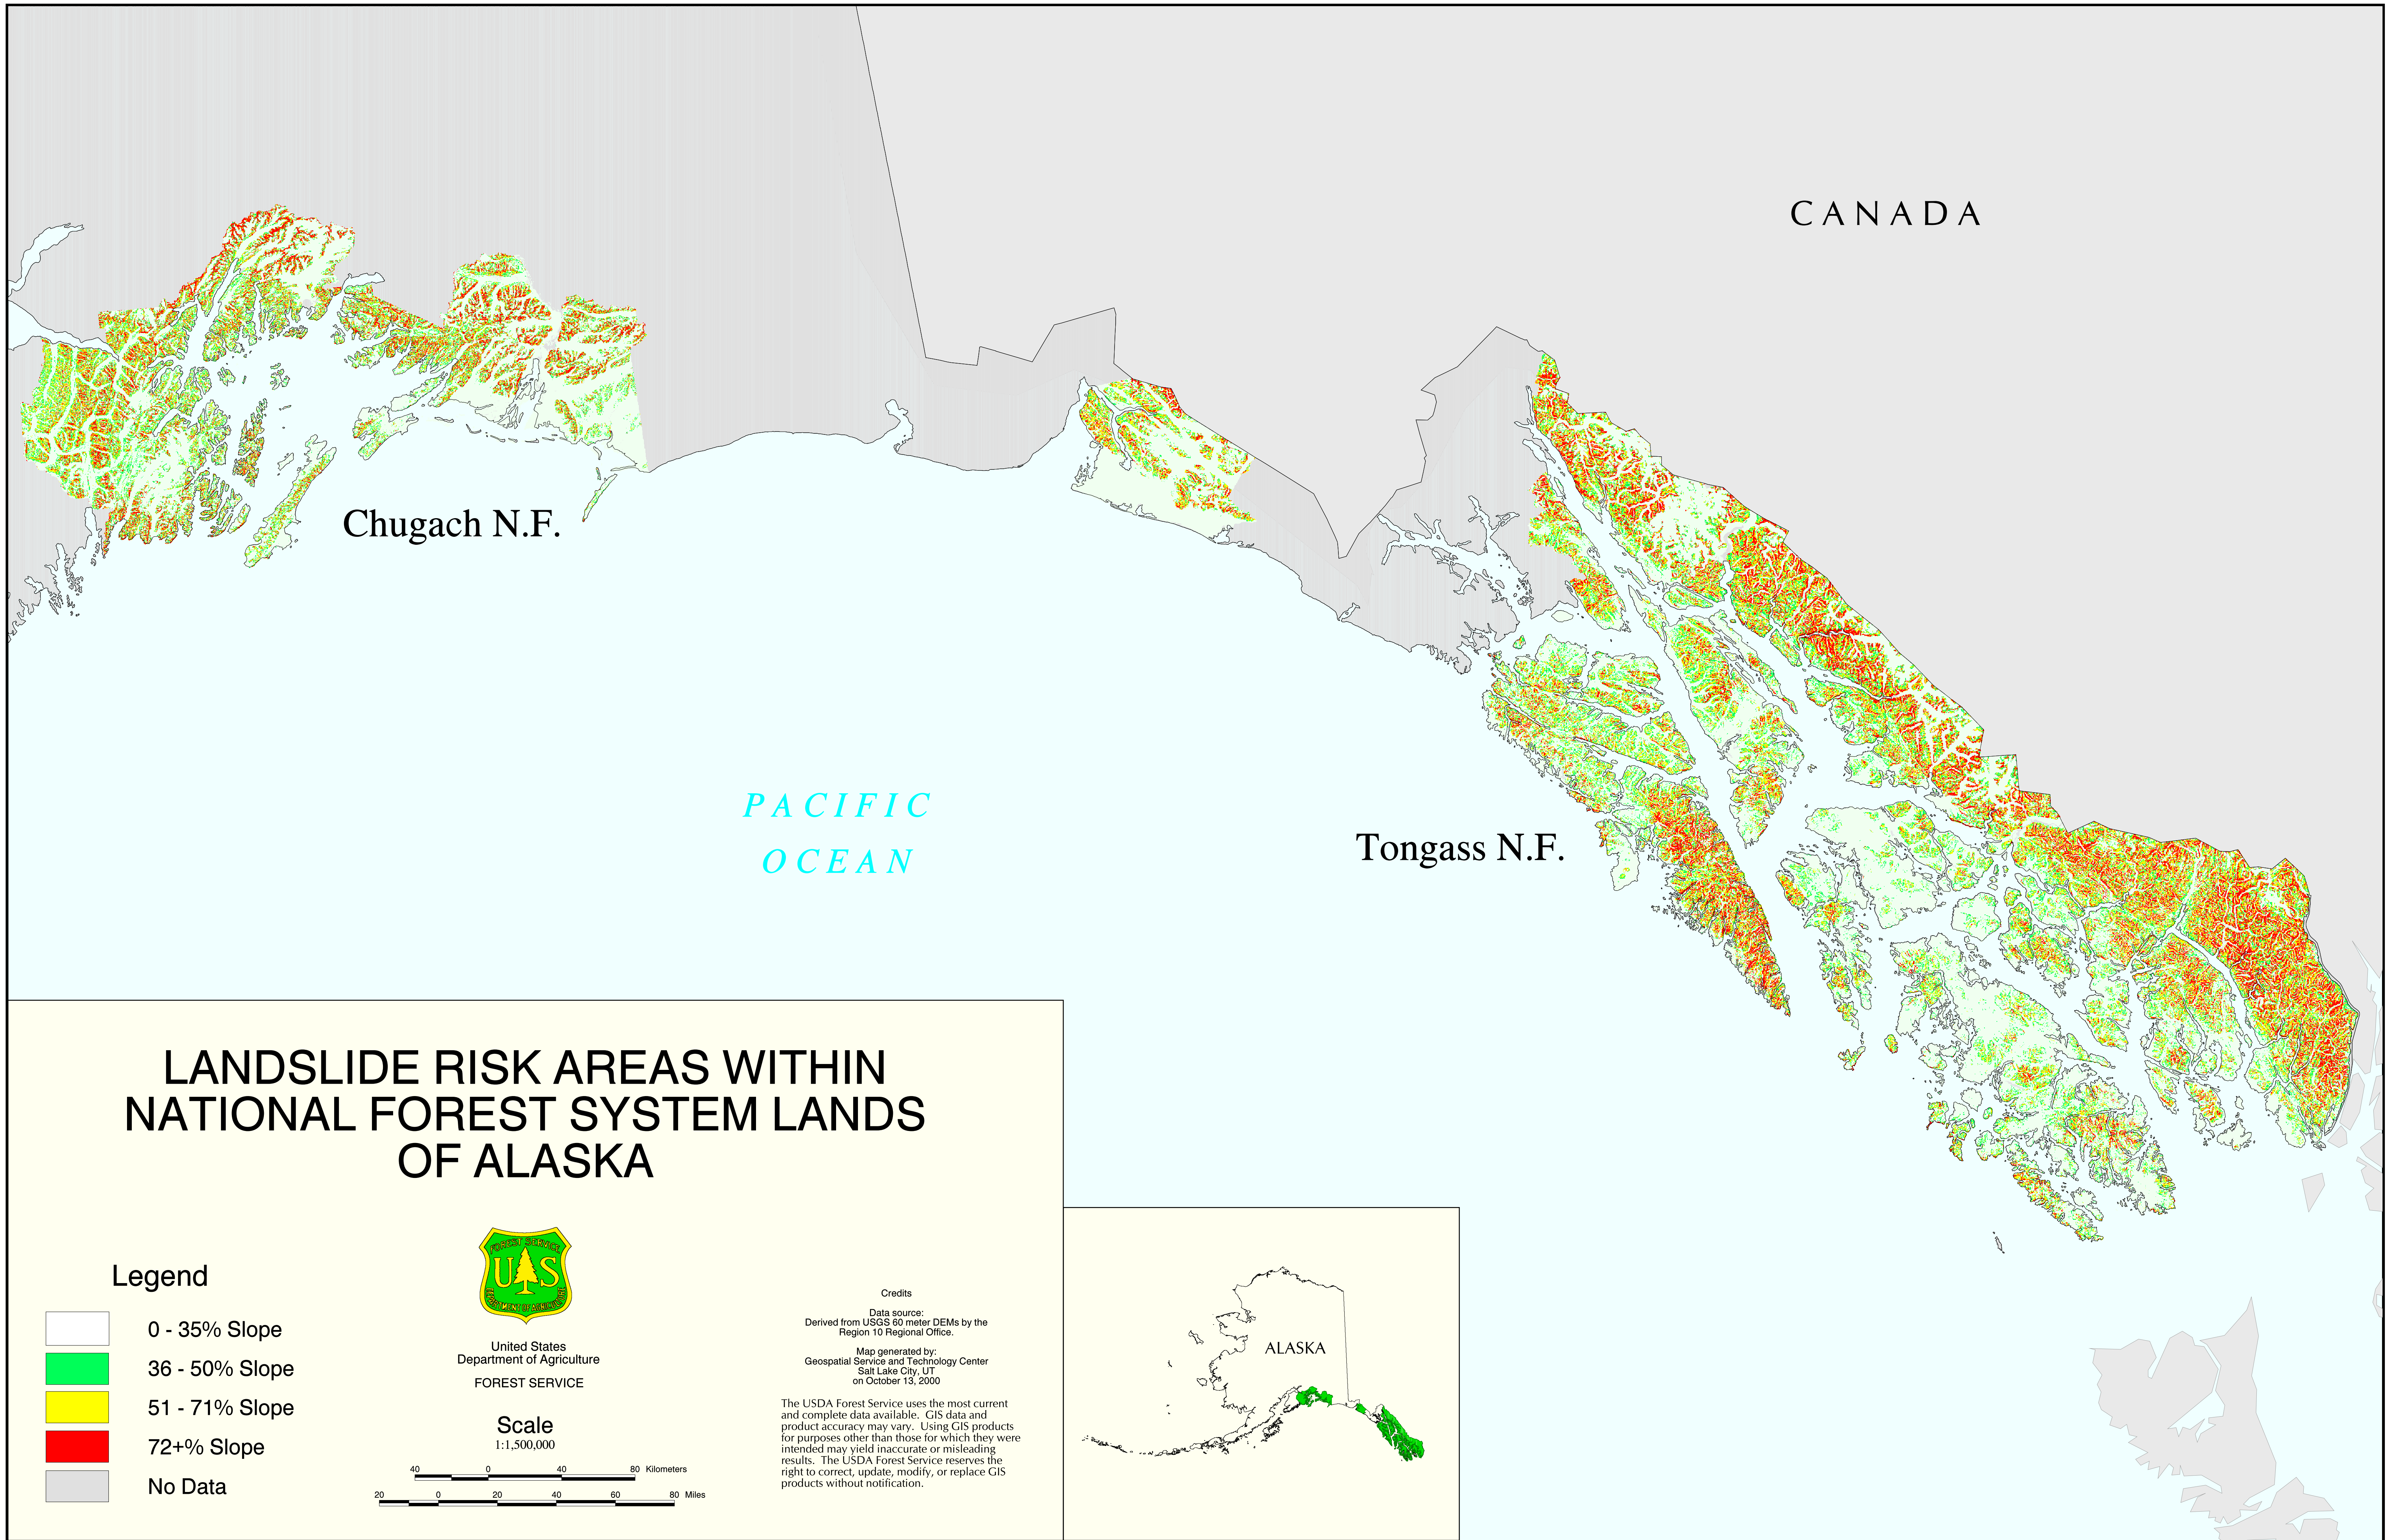 CANADA
Chugach N.F.
PACIFIC
OCEAN
Tongass N.F.
LANDSLIDE RISK AREAS WITHIN
NATIONAL FOREST SYSTEM LANDS
OF ALASKA
Legend
0 - 35% Slope
36 - 50% Slope
51 - 71% Slope
72+% Slope
No Data
FOREST SERVICE
U S
DEPARTMENT OF AGRICULTURE
United States
Department of Agriculture
FOREST SERVICE
Scale
1:1,500,000
40 0 40 80 Kilometers
20 0 20 40 60 80 Miles
Credits
Data source:
Derived from USGS 60 meter DEMs by the
Region 10 Regional Office.
Map generated by:
Geospatial Service and Technology Center
Salt Lake City, UT
on October 13, 2000
The USDA Forest Service uses the most current
and complete data available. GIS data and
product accuracy may vary. Using GIS products
for purposes other than those for which they were
intended may yield inaccurate or misleading
results. The USDA Forest Service reserves the
right to correct, update, modify, or replace GIS
products without notification.
ALASKA